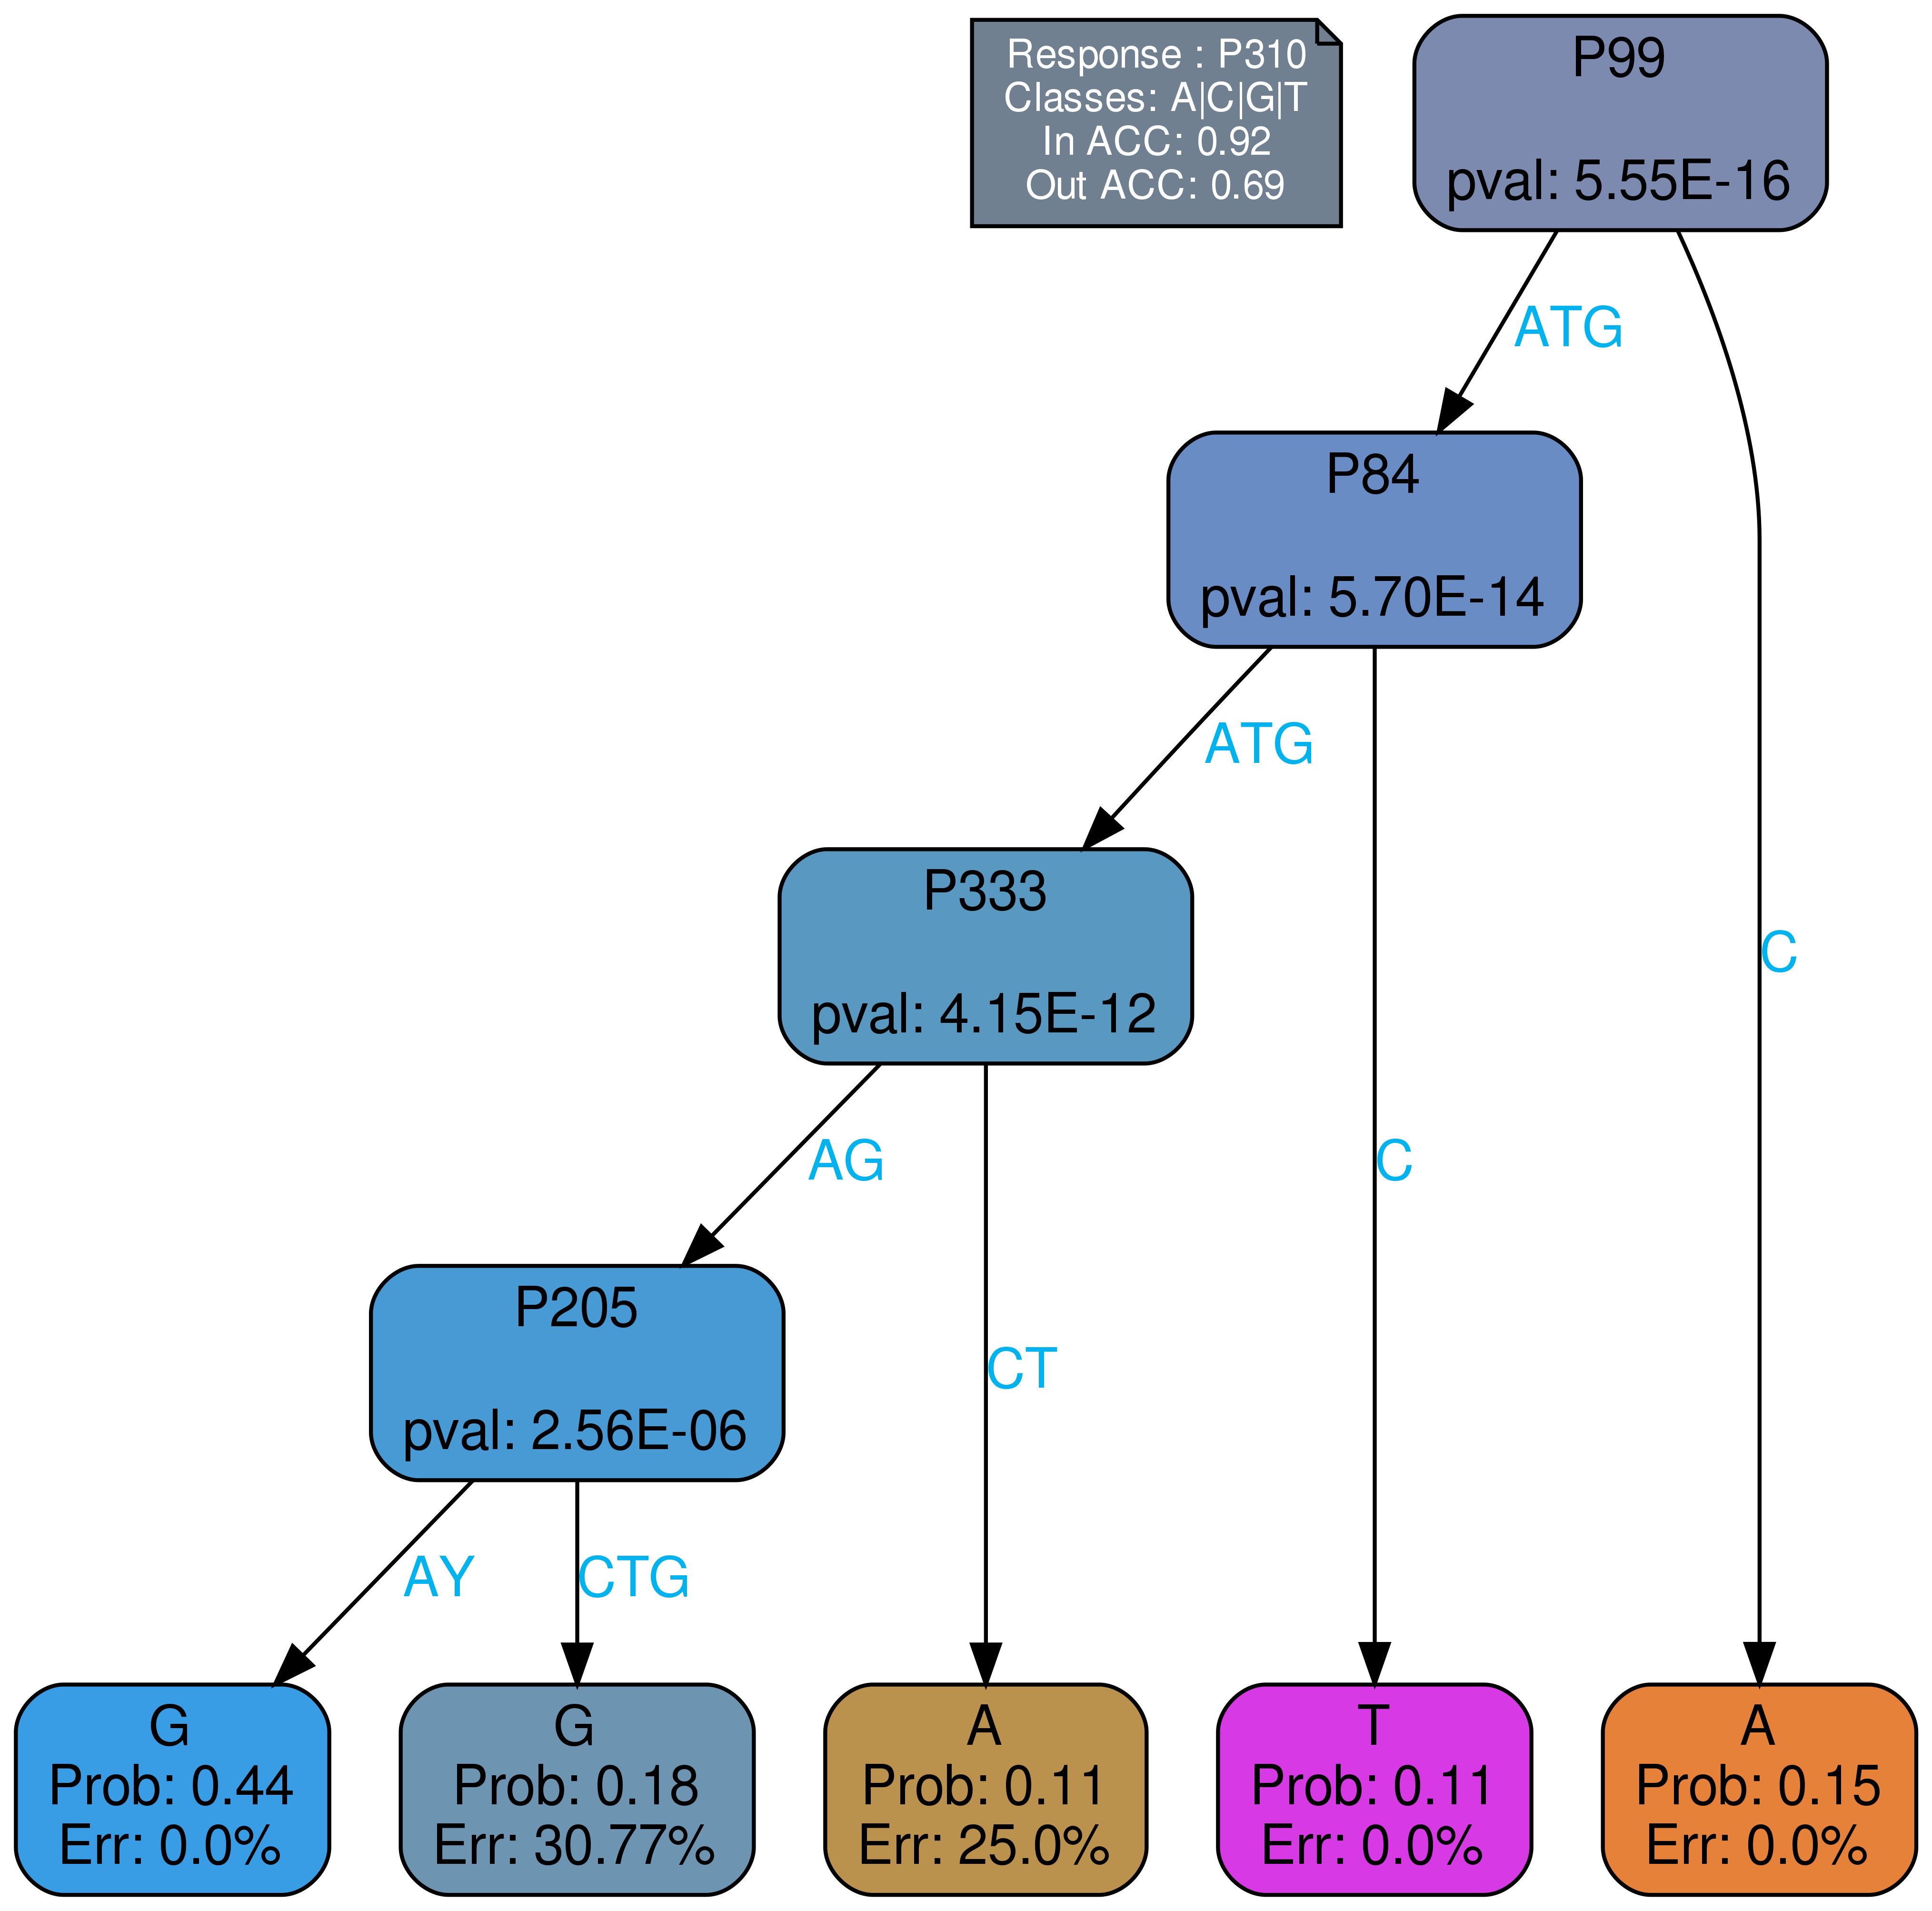 Response : P310
Classes: A|C|G|T
In ACC: 0.92
Out ACC: 0.69
P99
pval: 5.55E-16
ATG
P84
pval: 5.70E-14
ATG
C
P333
pval: 4.15E-12
AG
C
CT
P205
pval: 2.56E-06
AY
CTG
G
Prob: 0.44
Err: 0.0%
G
Prob: 0.18
Err: 30.77%
A
Prob: 0.11
Err: 25.0%
T
Prob: 0.11
Err: 0.0%
A
Prob: 0.15
Err: 0.0%